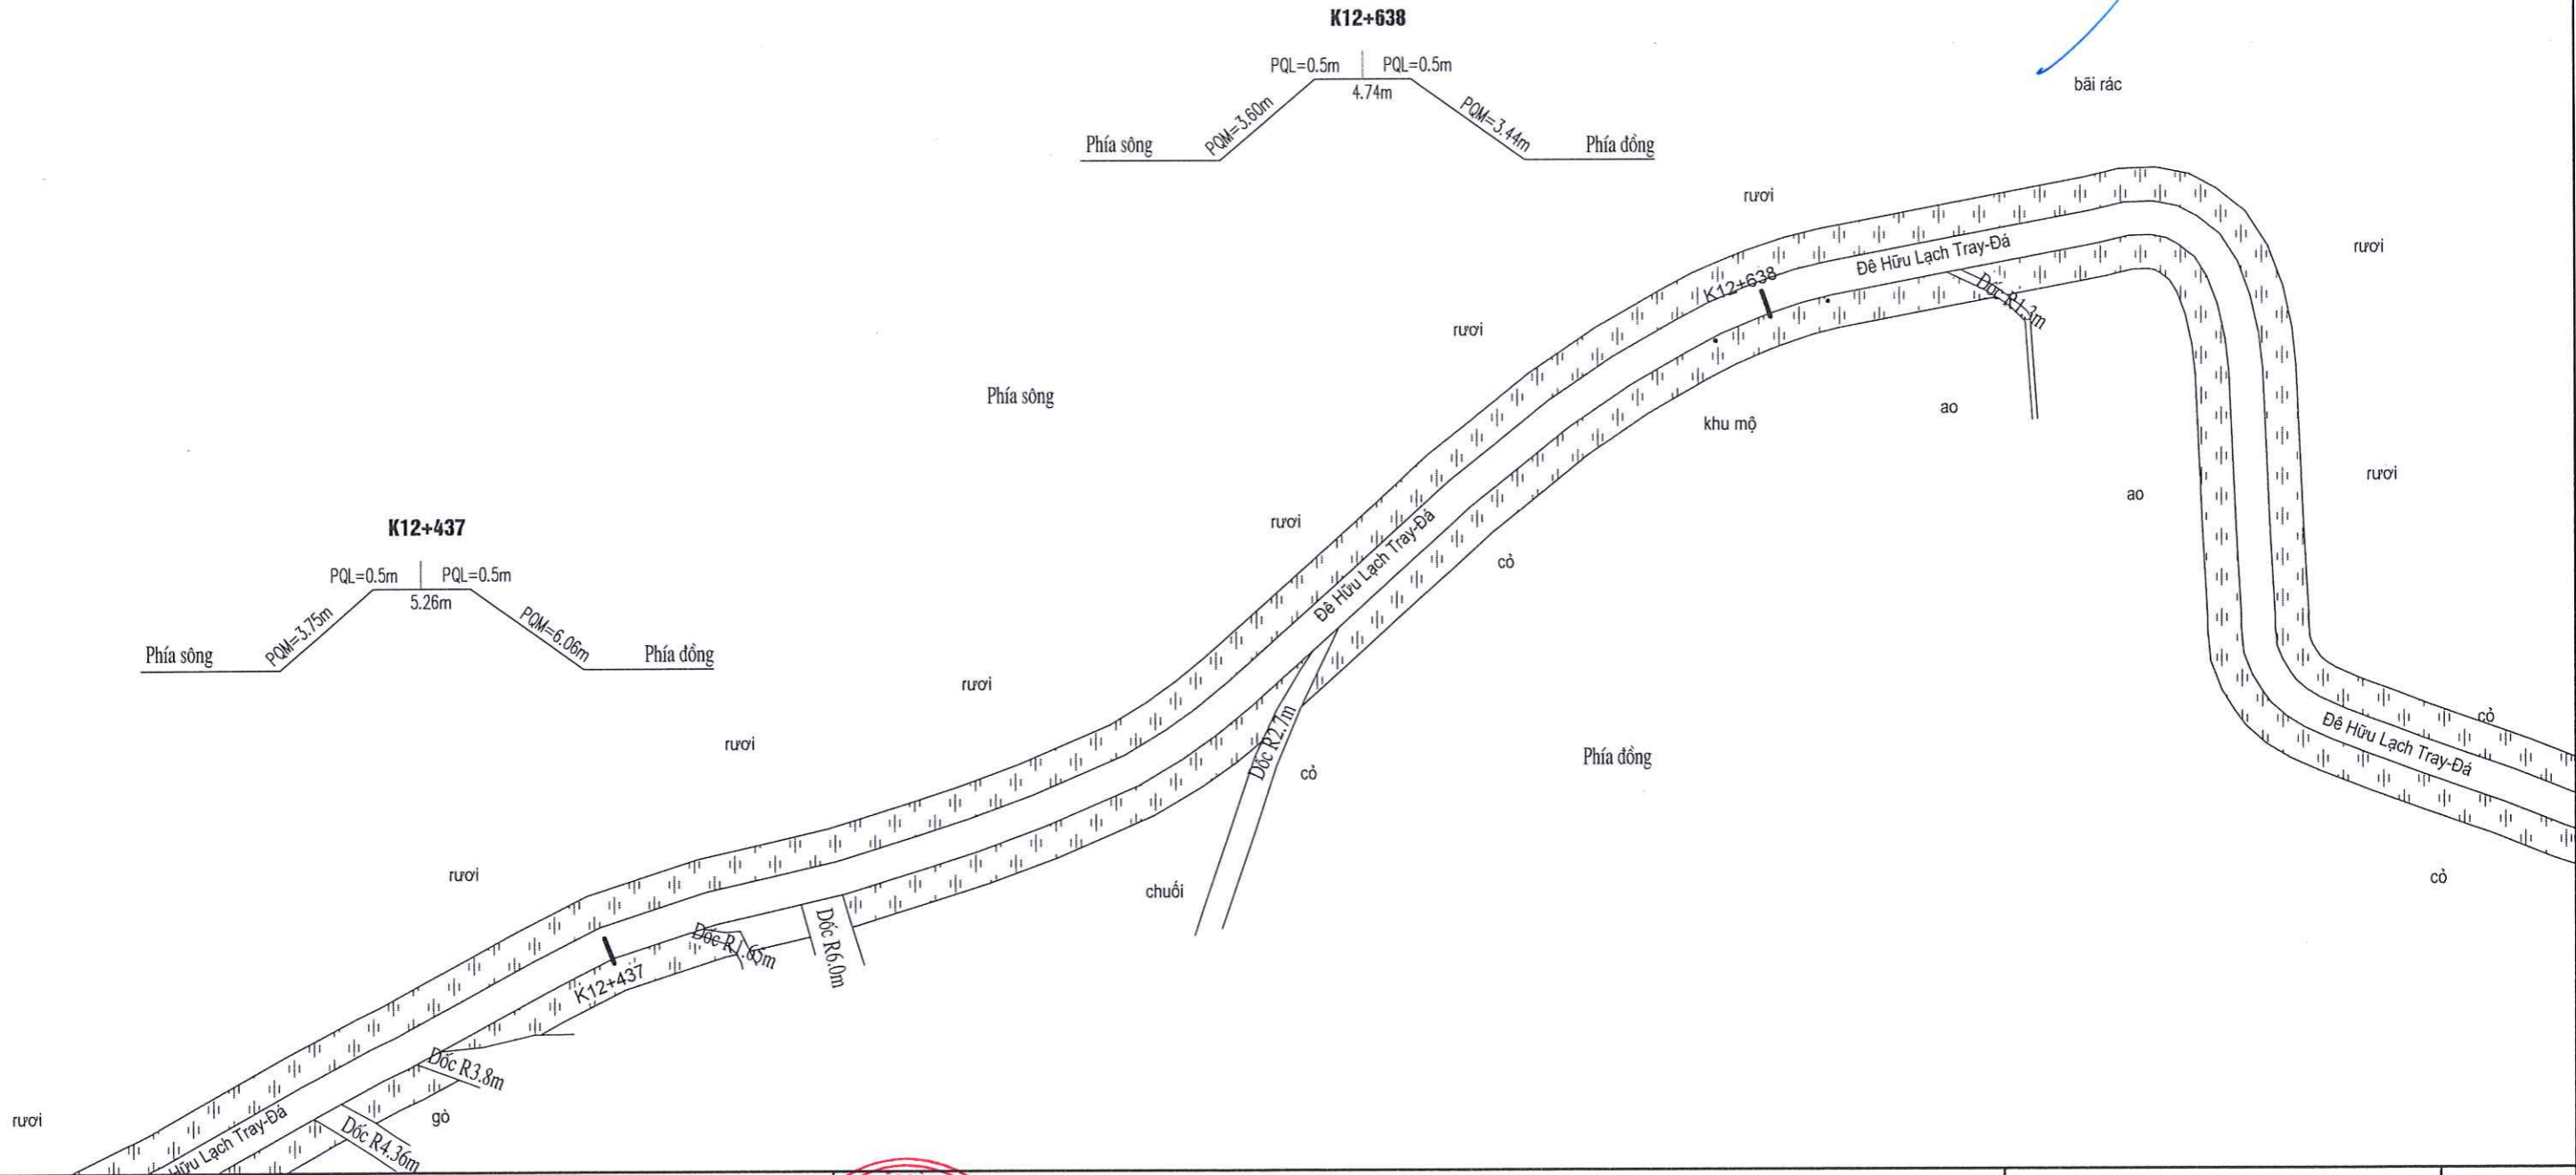 K12+638
PQL=0.5m PQL=0.5m
4.74m
PQM=3.60m
PQM=3.44m
Phía sông
Phía đồng
bãi rác
rươi
rươi
Đê Hữu Lạch Tray-Đá
K12+638
Dốc R1.3m
rươi
Phía sông
ao
khu mộ
rươi
ao
rươi
K12+437
Đê Hữu Lạch Tray-Đá
cỏ
PQL=0.5m PQL=0.5m
5.26m
PQM=3.75m
PQM=6.06m
Phía sông
Phía đồng
rươi
cỏ
Đê Hữu Lạch Tray-Đá
rươi
Dốc R2.7m
Phía đồng
cỏ
rươi
chuối
cỏ
Dốc R1.65m
Dốc R6.0m
K12+437
Dốc R3.8m
rươi
gò
Hữu Lạch Tray-Đá
Dốc R4.36m